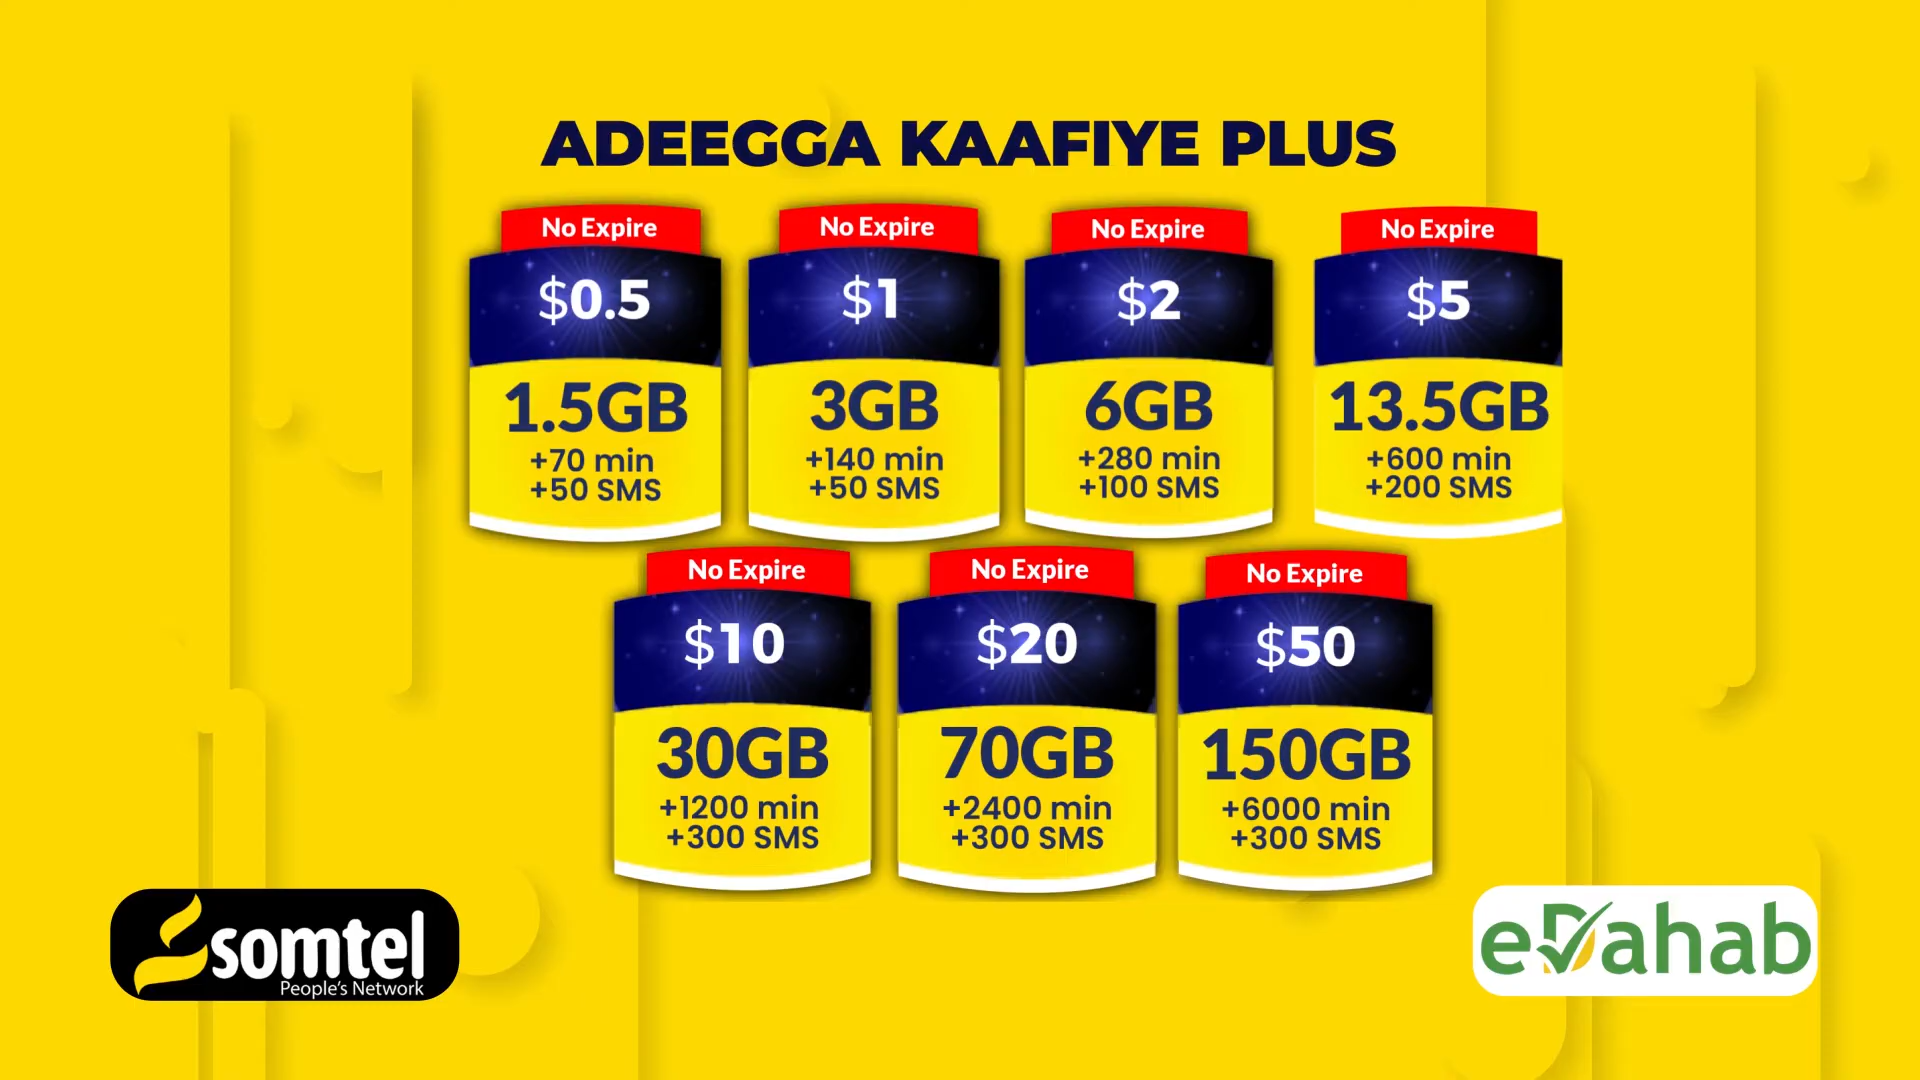 ADEEGGA KAAFIYE PLUS
No Expire
$0.5
1.5GB
+70 min
+50 SMS
No Expire
$1
3GB
+140 min
+50 SMS
No Expire
$2
6GB
+280 min
+100 SMS
No Expire
$5
13.5GB
+600 min
+200 SMS
No Expire
$10
30GB
+1200 min
+300 SMS
No Expire
$20
70GB
+2400 min
+300 SMS
No Expire
$50
150GB
+6000 min
+300 SMS
somtel
People's Network
eDahab